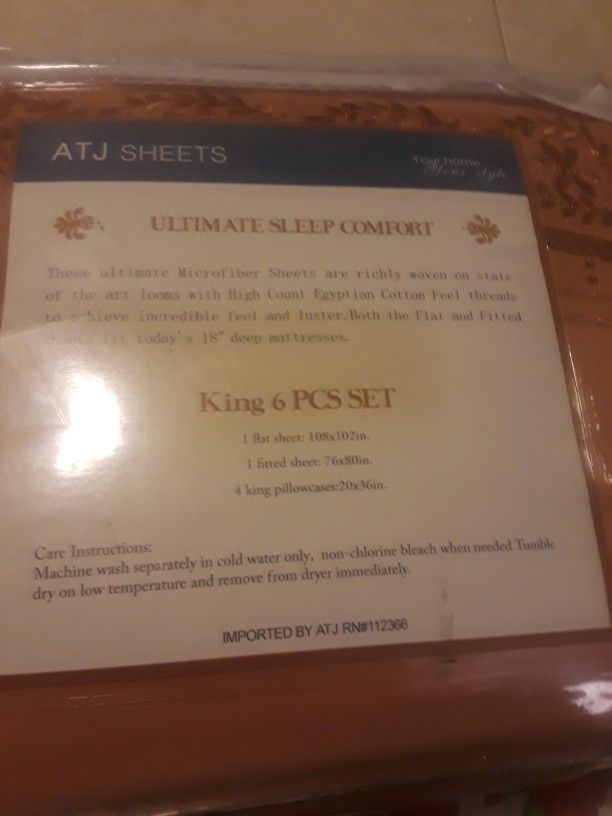 ATJ SHEETS
Your home
Your style
ULTIMATE SLEEP COMFORT
These ultimate Microfiber Sheets are richly woven on state
of the art looms with High Count Egyptian Cotton Feel threads
to achieve incredible feel and luster.Both the Flat and Fitted
sheets fit today's 18" deep mattresses.
King 6 PCS SET
1 flat sheet: 108x102in.
1 fitted sheet: 76x80in.
4 king pillowcases:20x36in.
Care Instructions:
Machine wash separately in cold water only, non-chlorine bleach when needed.Tumble
dry on low temperature and remove from dryer immediately.
IMPORTED BY ATJ RN#112366